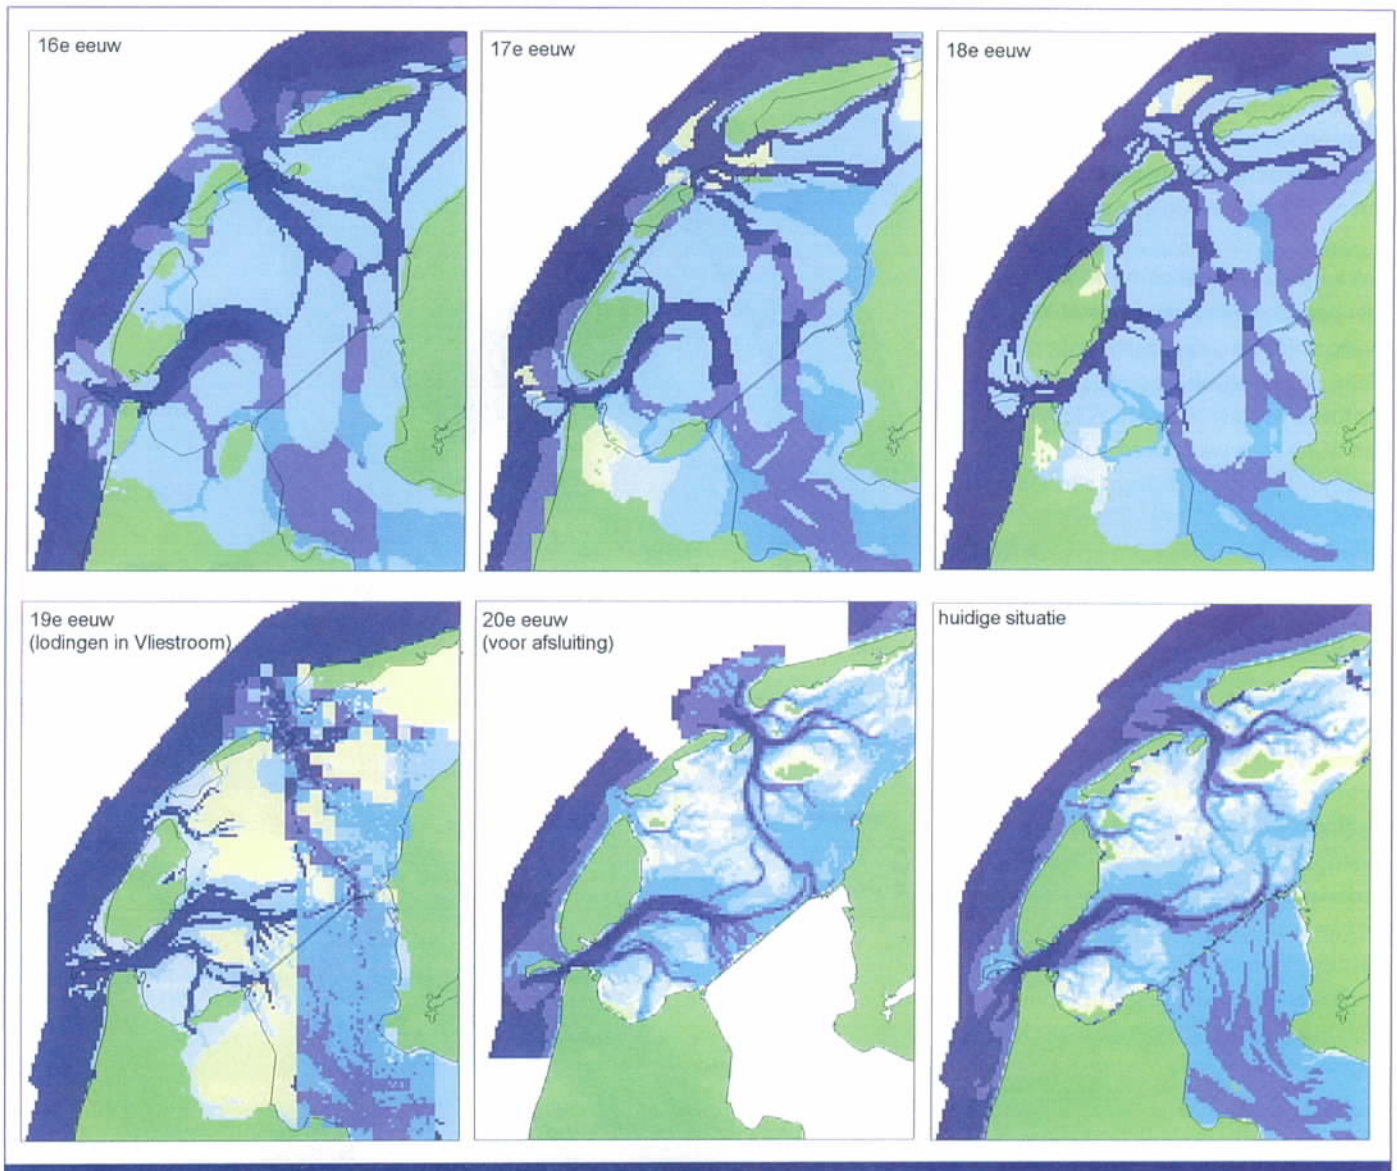 16e eeuw
17e eeuw
18e eeuw
19e eeuw
(lodingen in Vliestroom)
20e eeuw
(voor afsluiting)
huidige situatie